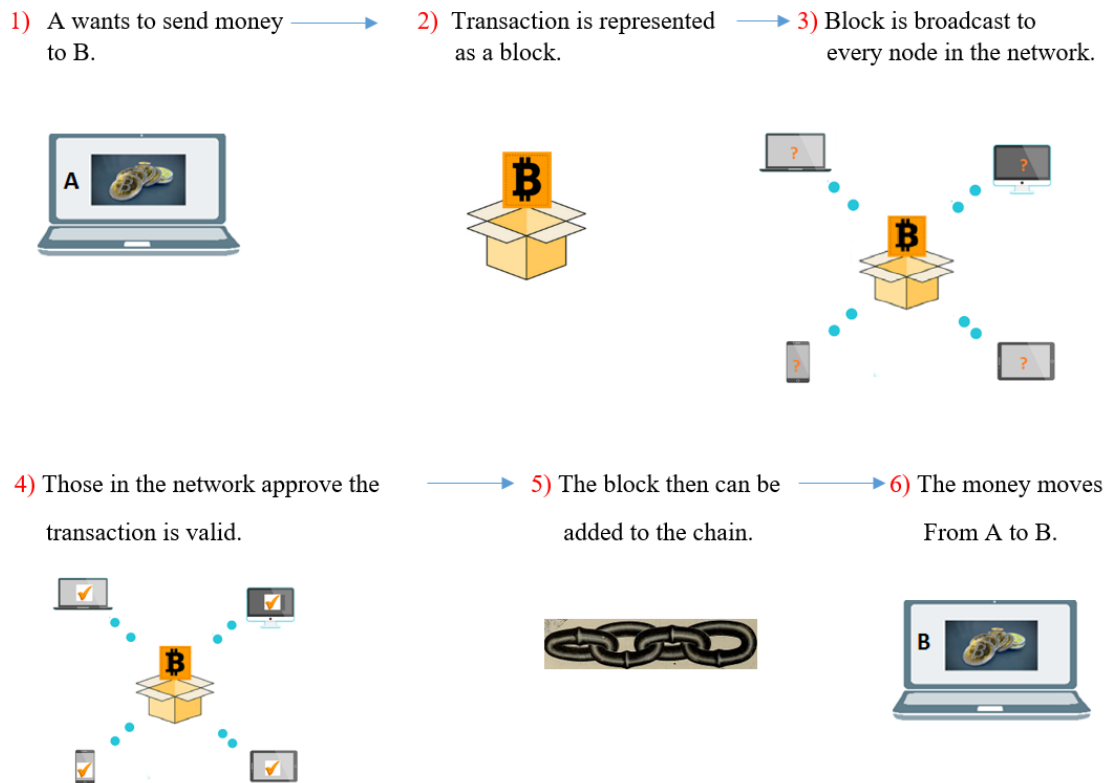 1) A wants to send money
to B.
2) Transaction is represented
as a block.
3) Block is broadcast to
every node in the network.
A
₿
?
?
₿
?
?
4) Those in the network approve the
transaction is valid.
5) The block then can be
added to the chain.
6) The money moves
From A to B.
₿
B